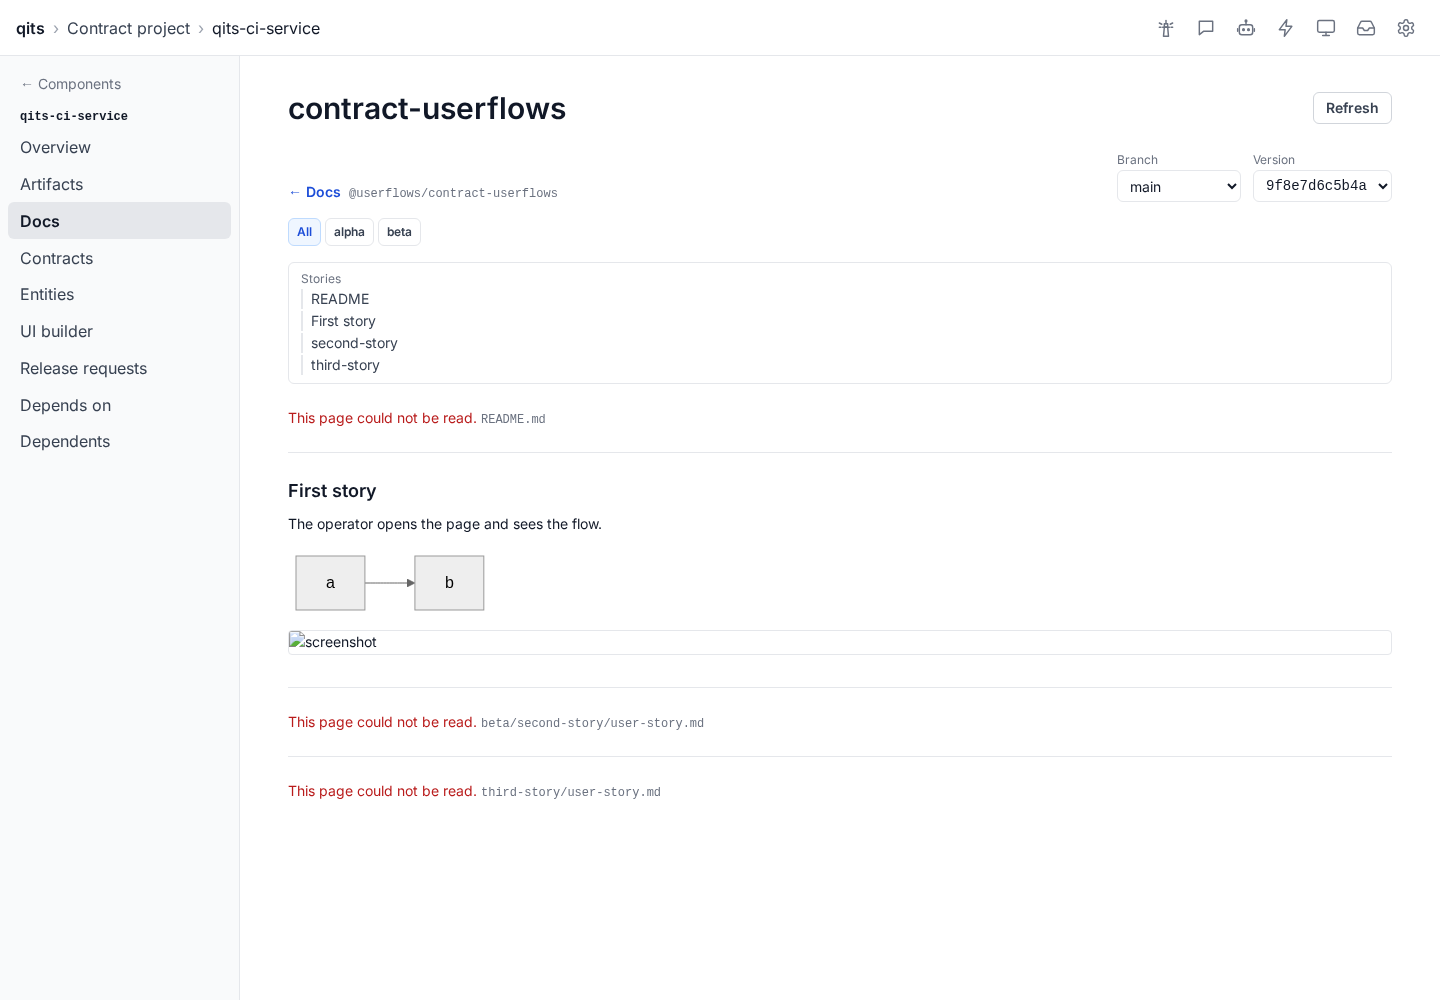 qits › Contract project › qits-ci-service
← Components
qits-ci-service
Overview
Artifacts
Docs
Contracts
Entities
UI builder
Release requests
Depends on
Dependents
contract-userflows
Refresh
← Docs @userflows/contract-userflows
Branch
main
Version
9f8e7d6c5b4a
All alpha beta
Stories
README
First story
second-story
third-story
This page could not be read. README.md
First story
The operator opens the page and sees the flow.
a b
screenshot
This page could not be read. beta/second-story/user-story.md
This page could not be read. third-story/user-story.md